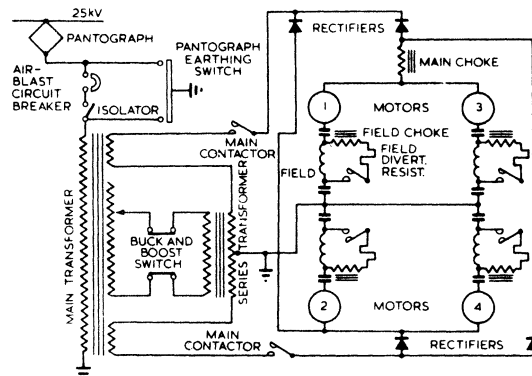 25kV
PANTOGRAPH
AIR-
BLAST
CIRCUIT
BREAKER
ISOLATOR
PANTOGRAPH
EARTHING
SWITCH
RECTIFIERS
MAIN CHOKE
1
MOTORS
3
FIELD CHOKE
FIELD
DIVERT.
RESIST.
FIELD
MAIN
CONTACTOR
MAIN TRANSFORMER
BUCK AND
BOOST
SWITCH
SERIES TRANSFORMER
2
MOTORS
4
MAIN
CONTACTOR
RECTIFIERS